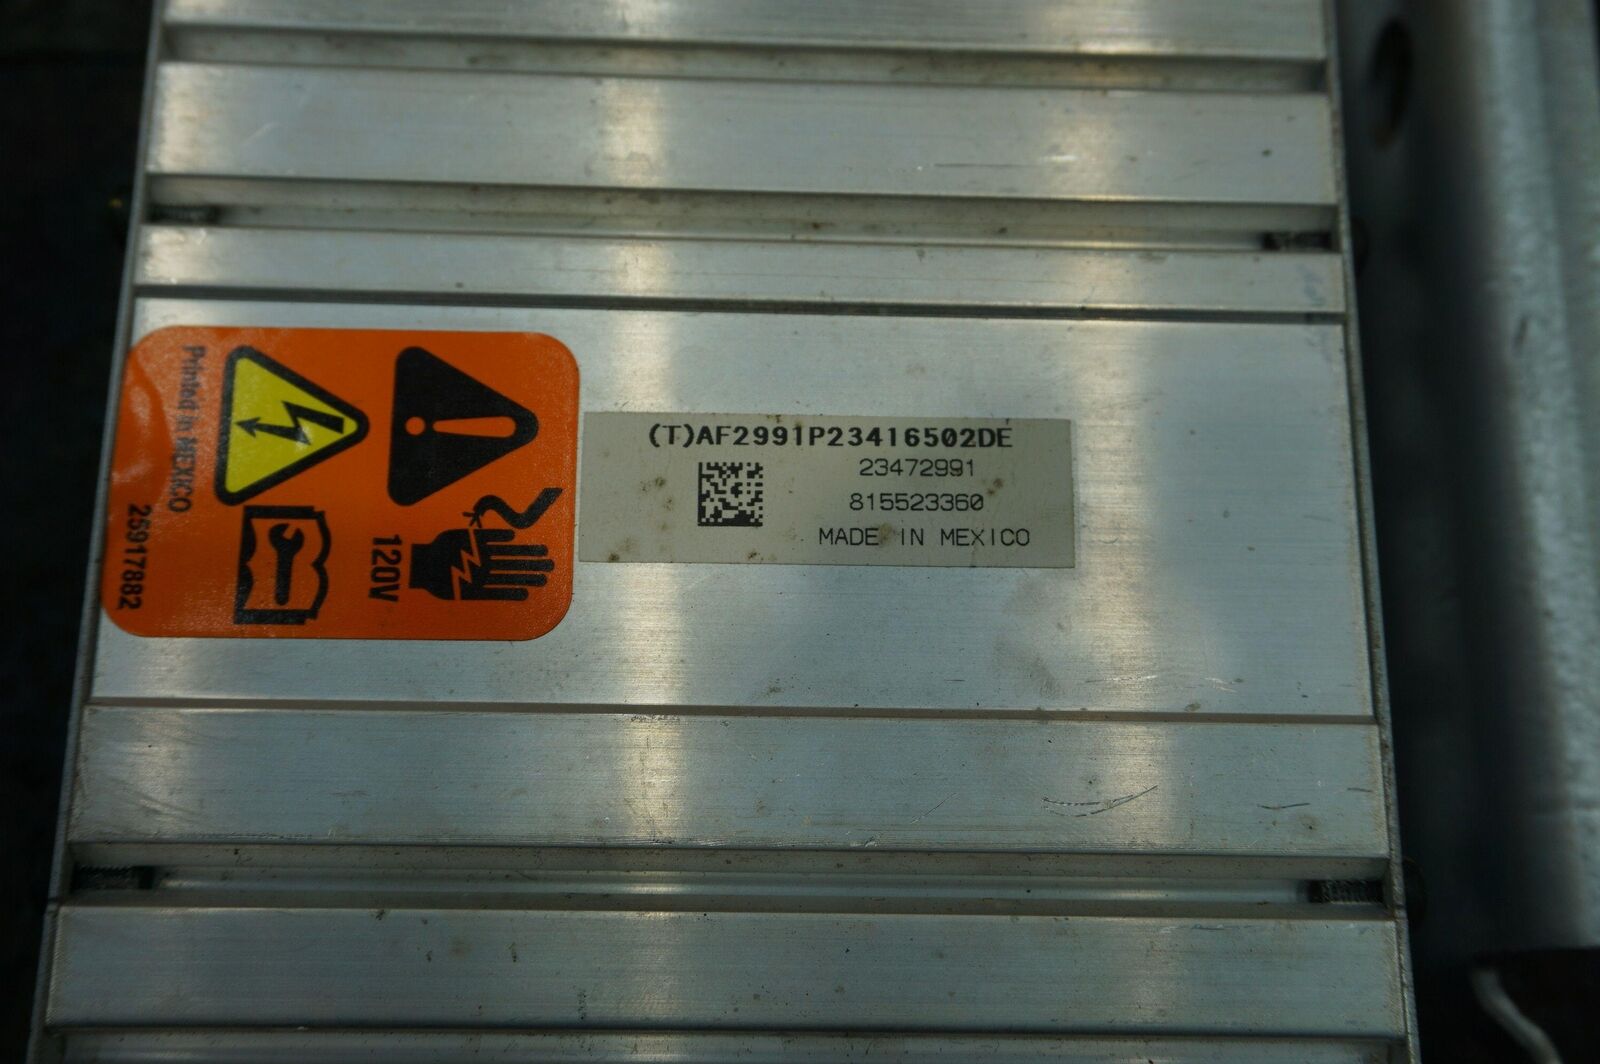 Printed in MEXICO
25917882
120V
(T)AF2991P23416502DE
23472991
815523360
MADE IN MEXICO